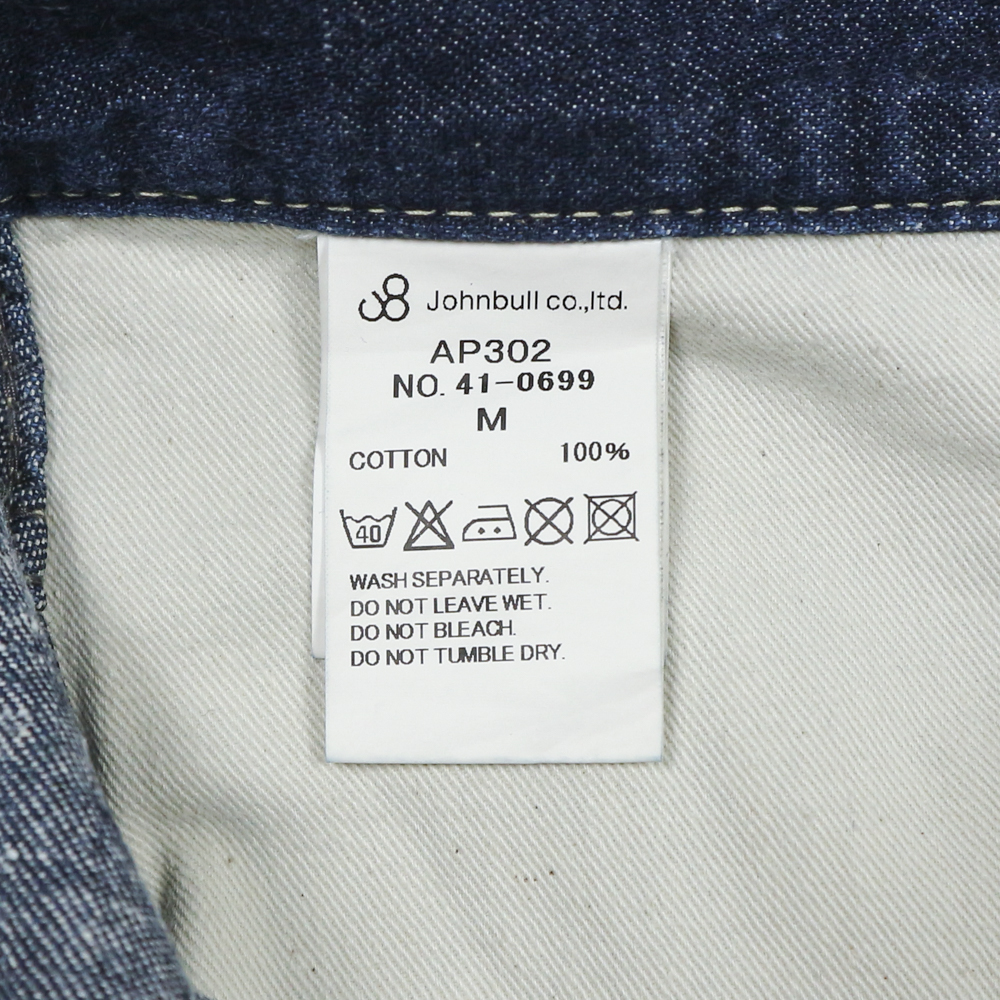 Johnbull co.,ltd.
AP302
NO. 41-0699
M
COTTON 100%
40
WASH SEPARATELY.
DO NOT LEAVE WET.
DO NOT BLEACH.
DO NOT TUMBLE DRY.